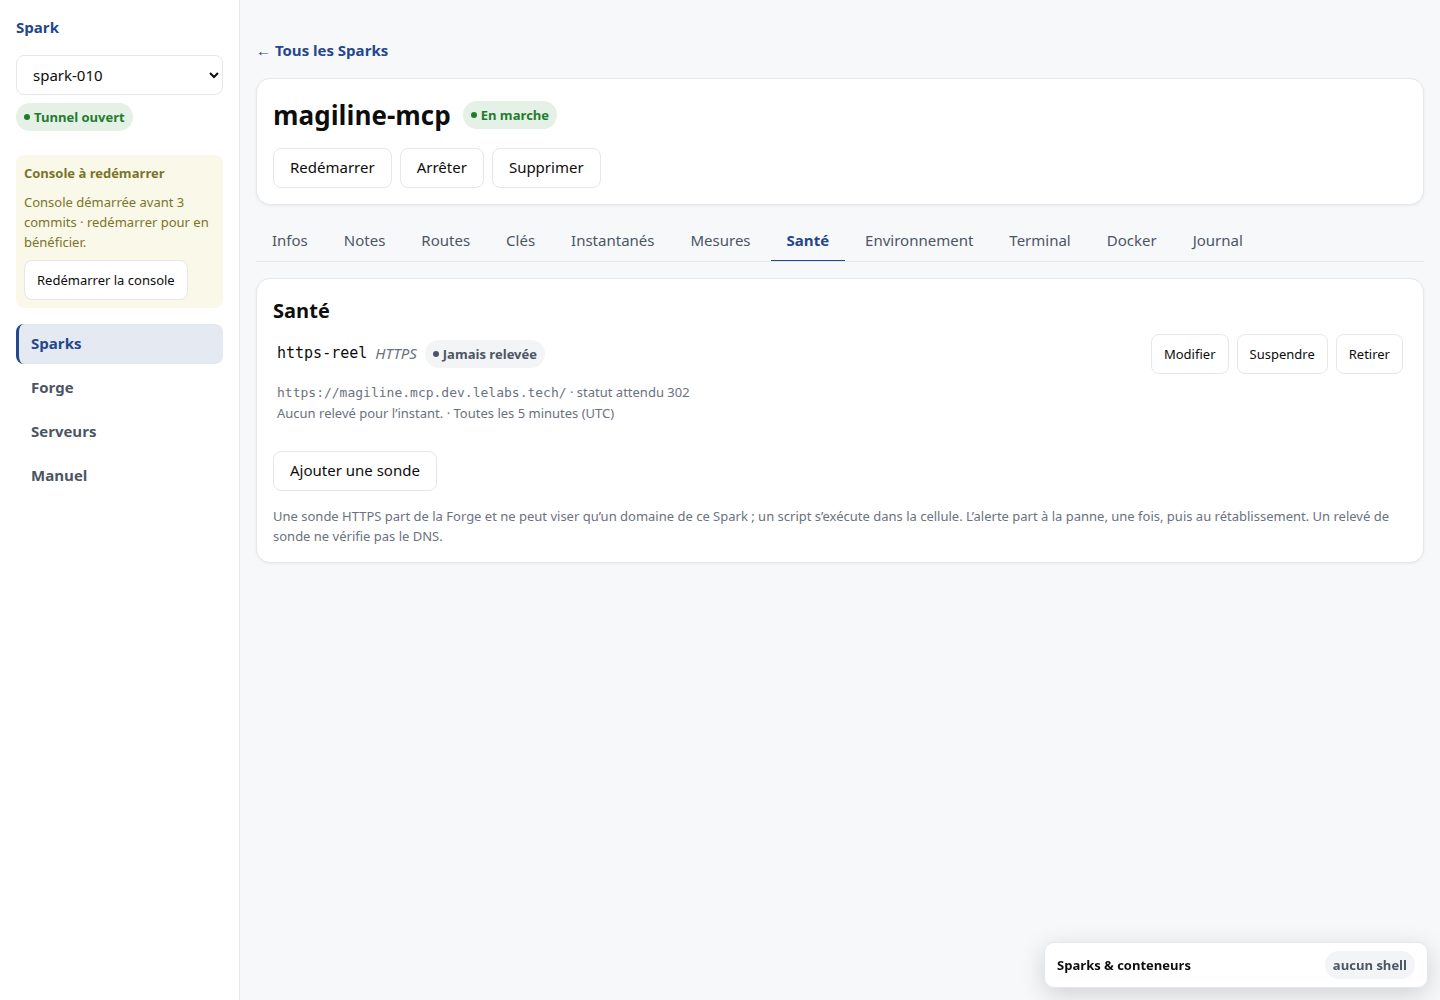 Spark
spark-010
Tunnel ouvert
Console à redémarrer
Console démarrée avant 3
commits · redémarrer pour en
bénéficier.
Redémarrer la console
Sparks
Forge
Serveurs
Manuel
← Tous les Sparks
magiline-mcp En marche
Redémarrer Arrêter Supprimer
Infos Notes Routes Clés Instantanés Mesures Santé Environnement Terminal Docker Journal
Santé
https-reel HTTPS Jamais relevée Modifier Suspendre Retirer
https://magiline.mcp.dev.lelabs.tech/ · statut attendu 302
Aucun relevé pour l’instant. · Toutes les 5 minutes (UTC)
Ajouter une sonde
Une sonde HTTPS part de la Forge et ne peut viser qu’un domaine de ce Spark ; un script s’exécute dans la cellule. L’alerte part à la panne, une fois, puis au rétablissement. Un relevé de
sonde ne vérifie pas le DNS.
Sparks & conteneurs aucun shell